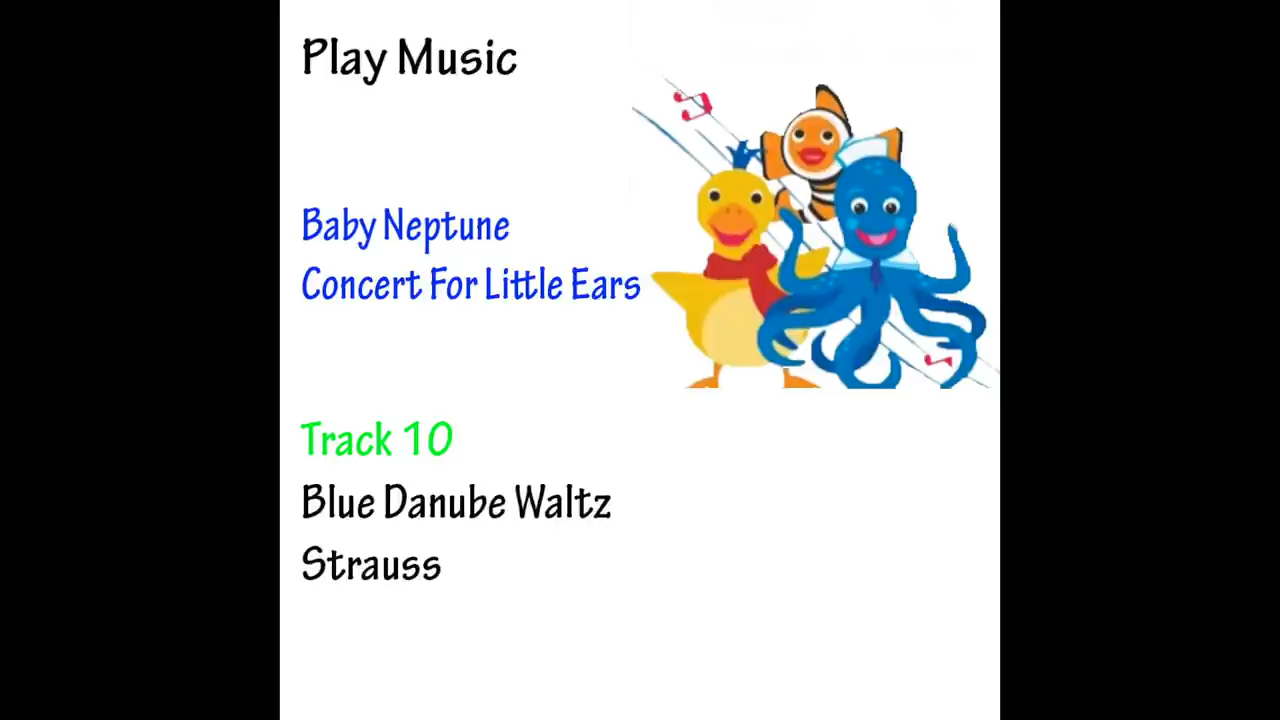 Play Music
Baby Neptune
Concert For Little Ears
Track 10
Blue Danube Waltz
Strauss